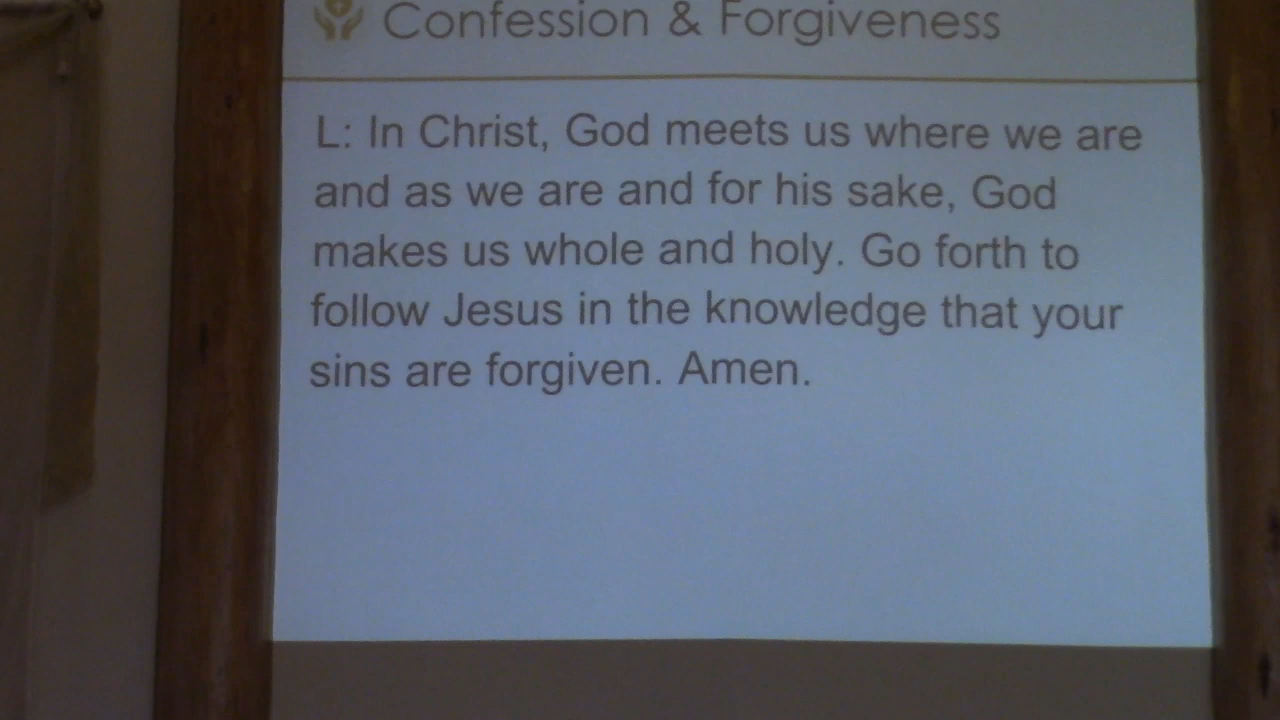 Confession & Forgiveness
L: In Christ, God meets us where we are
and as we are and for his sake, God
makes us whole and holy. Go forth to
follow Jesus in the knowledge that your
sins are forgiven. Amen.